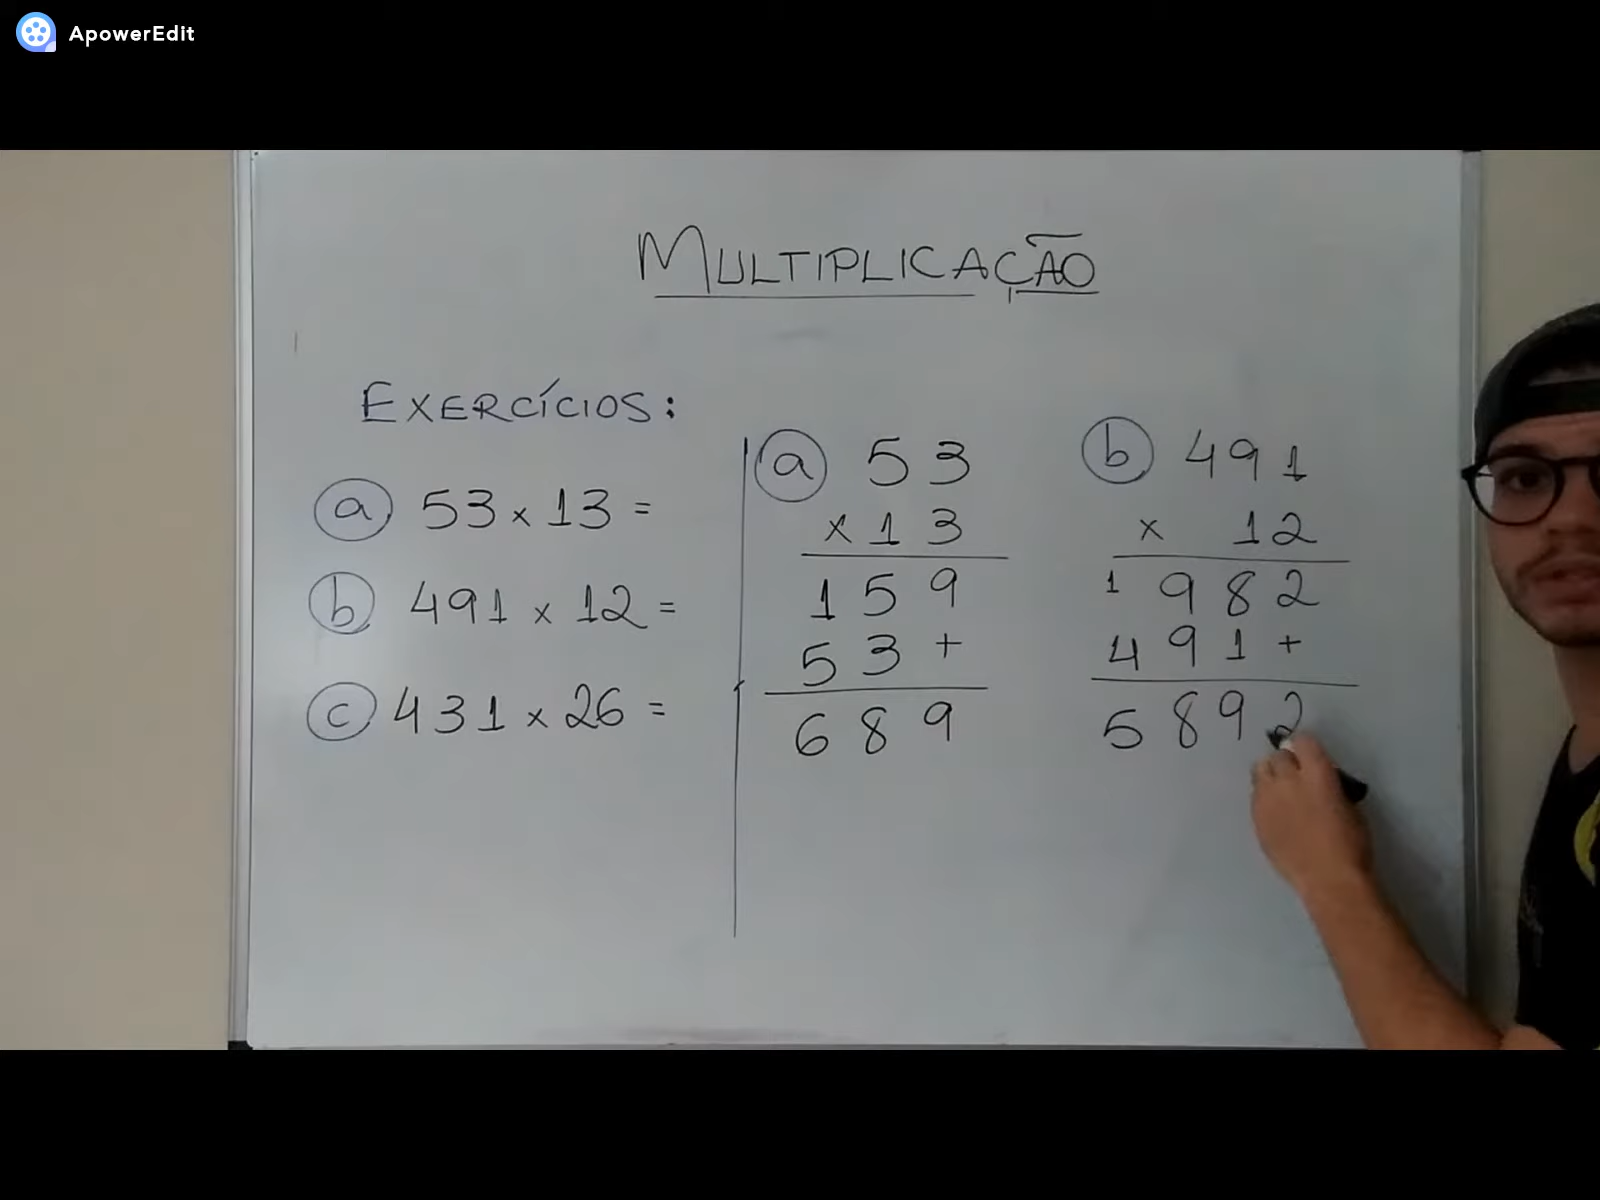 ApowerEdit
MULTIPLICAÇÃO
EXERCÍCIOS:
a 53 x 13 =
b 491 x 12 =
c 431 x 26 =
a 53
x 13
159
53+
689
b 491
x 12
1 982
491+
5892